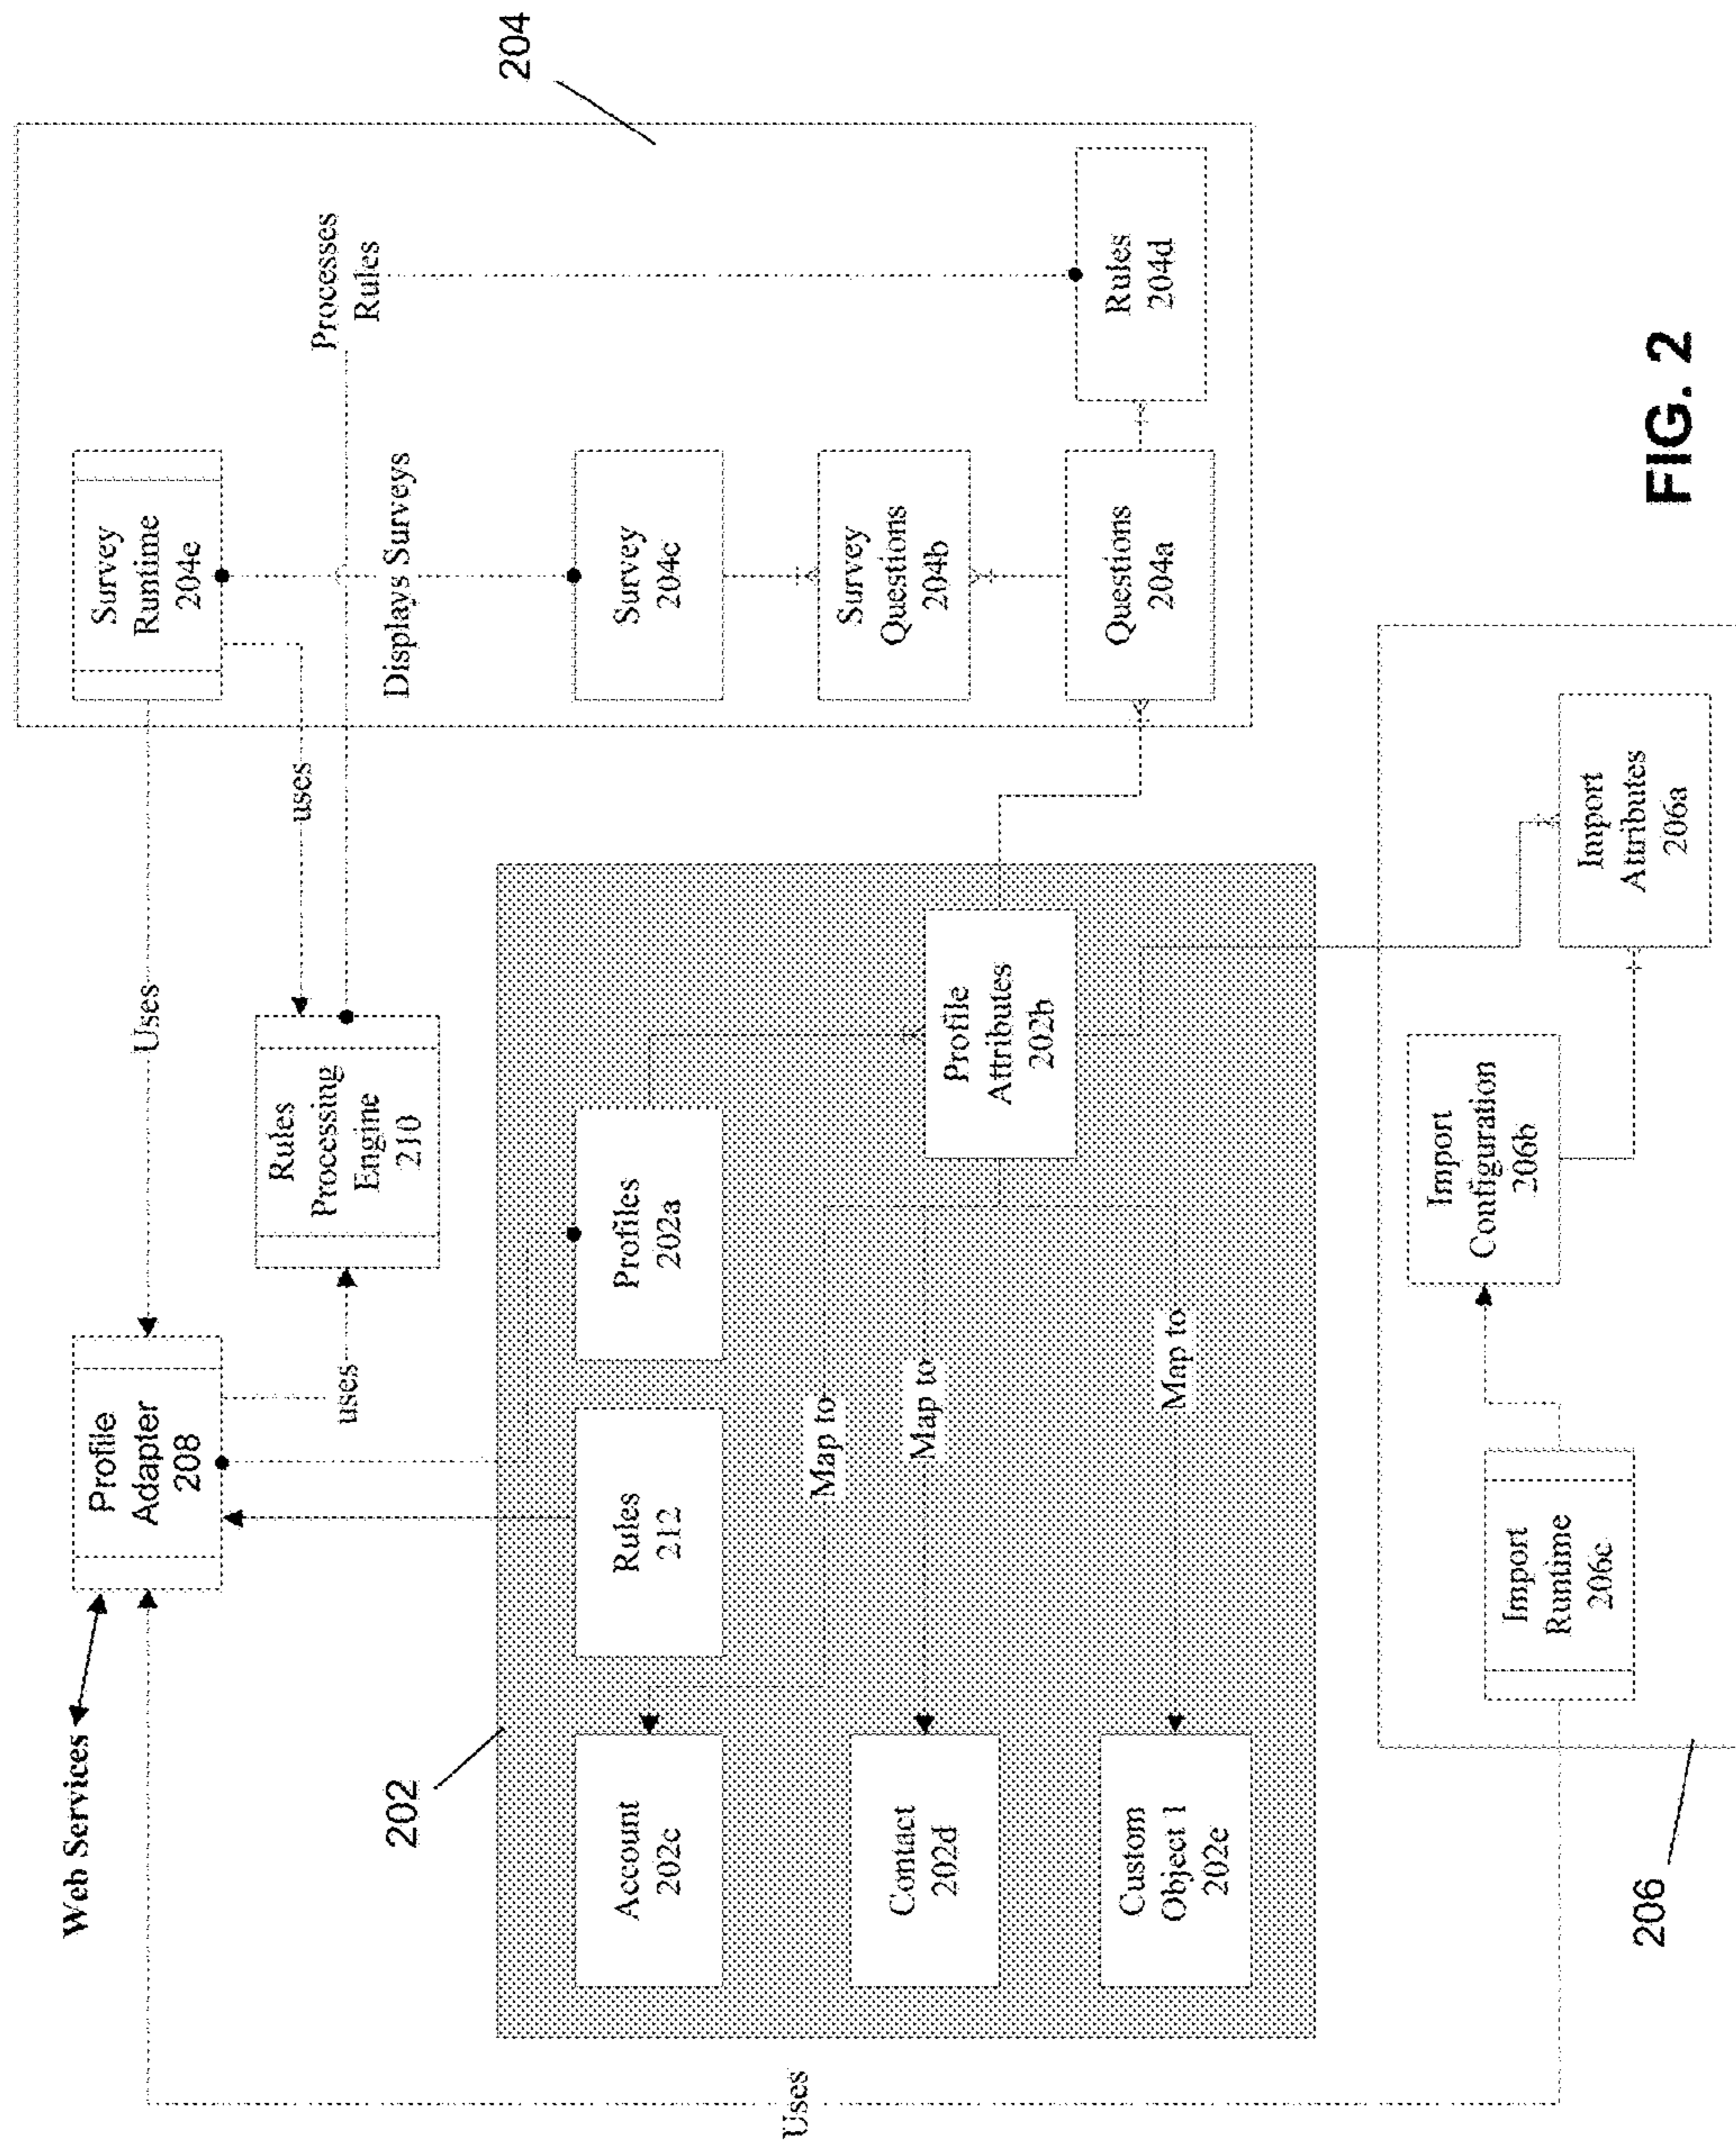 Web Services
Profile
Adapter
208
Uses
Survey
Runtime
204e
204
uses
Rules
Processing
Engine
210
uses
Processes
Rules
Displays Surveys
202
Account
202c
Rules
212
Profiles
202a
Survey
204c
Map to
Contact
202d
Map to
Profile
Attributes
202b
Survey
Questions
204b
Custom
Object 1
202e
Map to
Questions
204a
Rules
204d
Uses
Import
Runtime
206c
Import
Configuration
206b
Import
Attributes
206a
206
FIG. 2